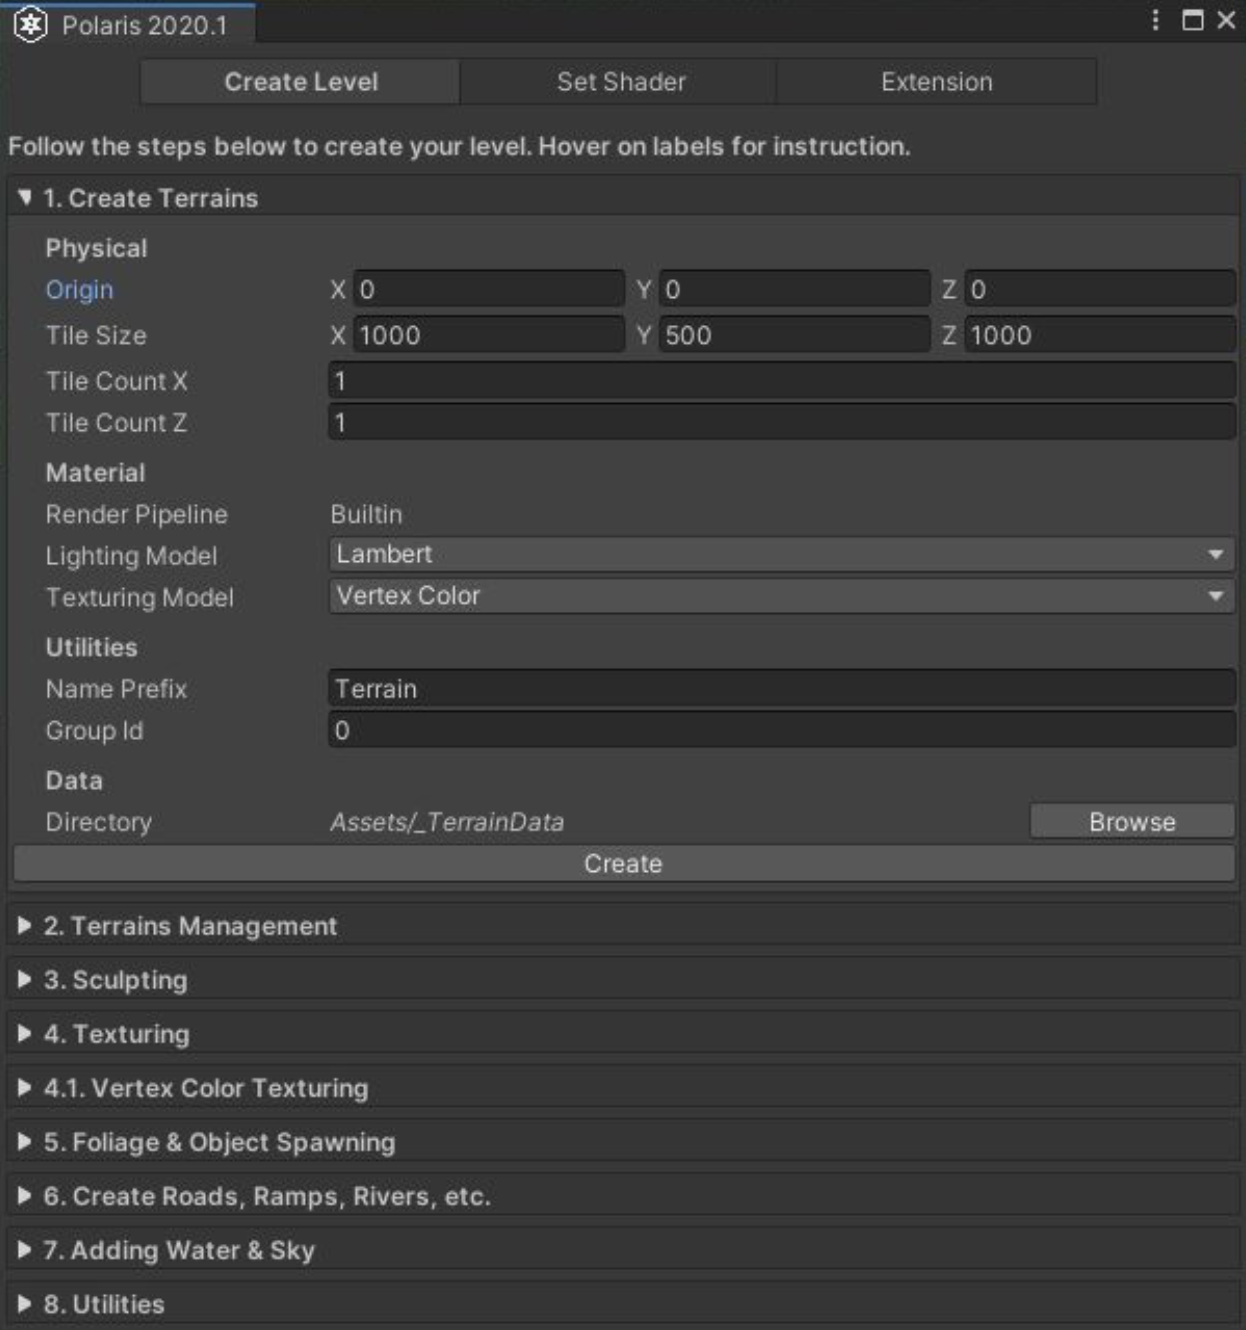 Polaris 2020.1
Create Level Set Shader Extension
Follow the steps below to create your level. Hover on labels for instruction.
1. Create Terrains
Physical
Origin X 0 Y 0 Z 0
Tile Size X 1000 Y 500 Z 1000
Tile Count X 1
Tile Count Z 1
Material
Render Pipeline Builtin
Lighting Model Lambert
Texturing Model Vertex Color
Utilities
Name Prefix Terrain
Group Id 0
Data
Directory Assets/_TerrainData Browse
Create
2. Terrains Management
3. Sculpting
4. Texturing
4.1. Vertex Color Texturing
5. Foliage & Object Spawning
6. Create Roads, Ramps, Rivers, etc.
7. Adding Water & Sky
8. Utilities